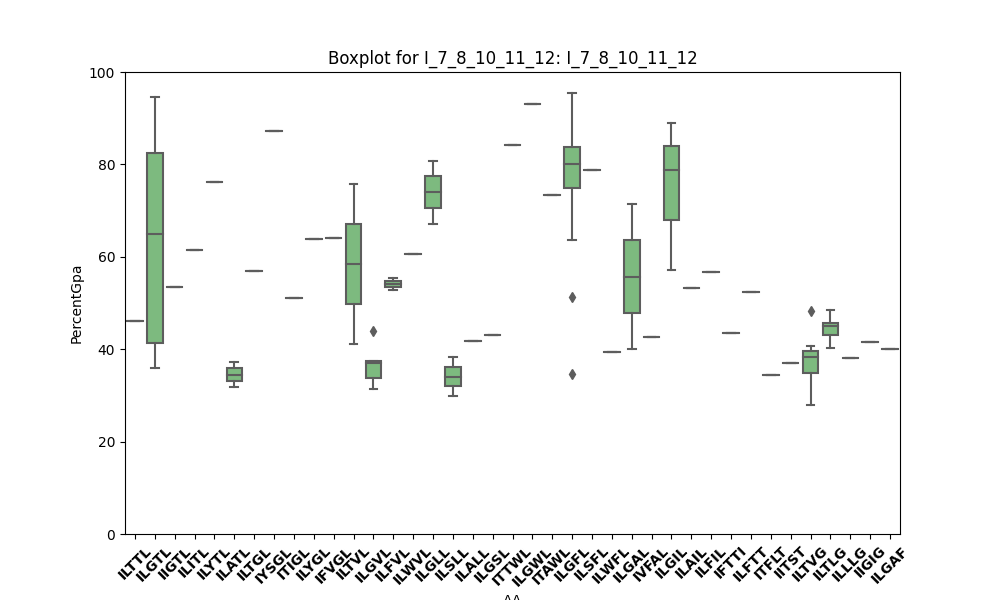 Boxplot for I_7_8_10_11_12: I_7_8_10_11_12
100
80
60
40
20
0
PercentGpa
ILTTL
ILGTL
IIGTL
ILITL
ILYTL
ILATL
ILTGL
IYSGL
ITIGL
ILYGL
IFVGL
ILTVL
ILGVL
ILFVL
ILWVL
ILGLL
ILSLL
ILALL
ILGSL
ITTWL
ILGWL
ITAWL
ILGFL
ILSFL
ILWFL
ILGAL
IVFAL
ILGIL
ILAIL
ILFIL
IFTTI
ILFTT
ITFLT
IITST
ILTVG
ILTLG
ILLLG
IIGIG
ILGAF